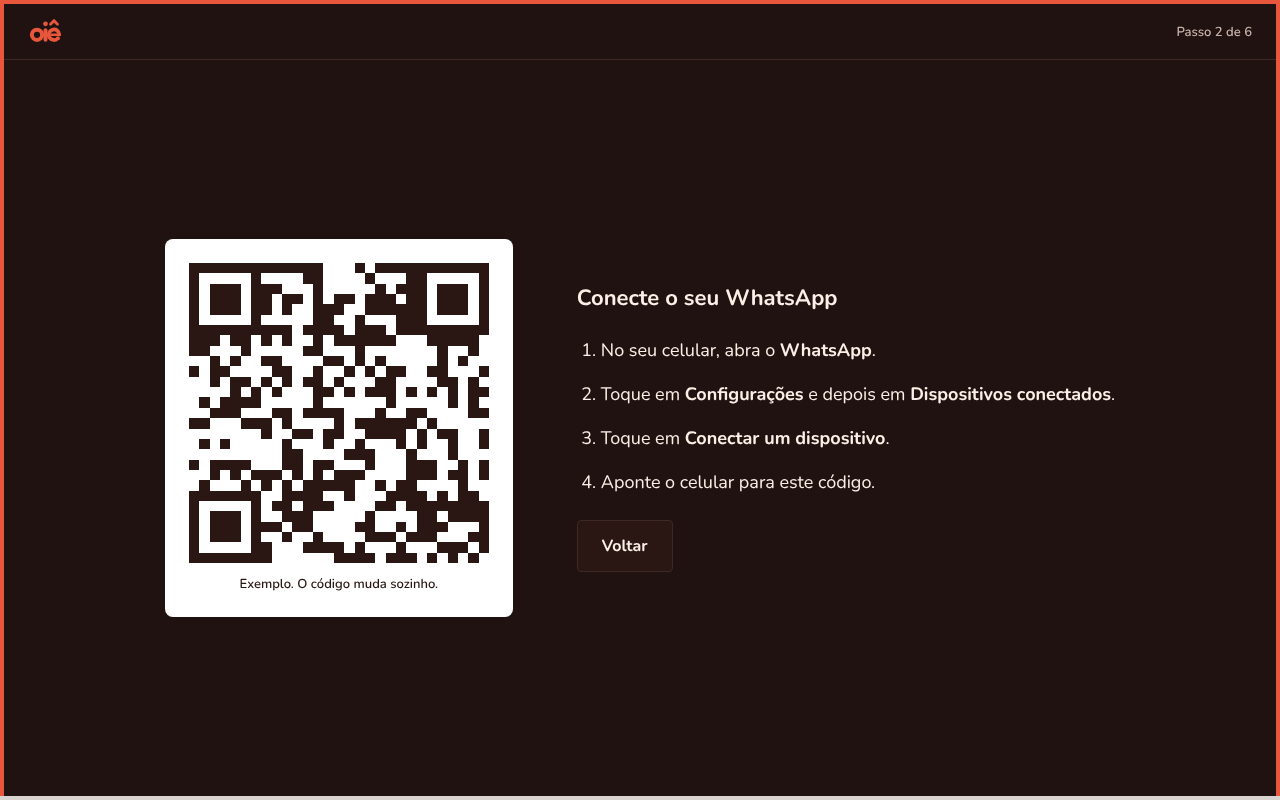 oiê
Passo 2 de 6
Exemplo. O código muda sozinho.
Conecte o seu WhatsApp
1. No seu celular, abra o WhatsApp.
2. Toque em Configurações e depois em Dispositivos conectados.
3. Toque em Conectar um dispositivo.
4. Aponte o celular para este código.
Voltar